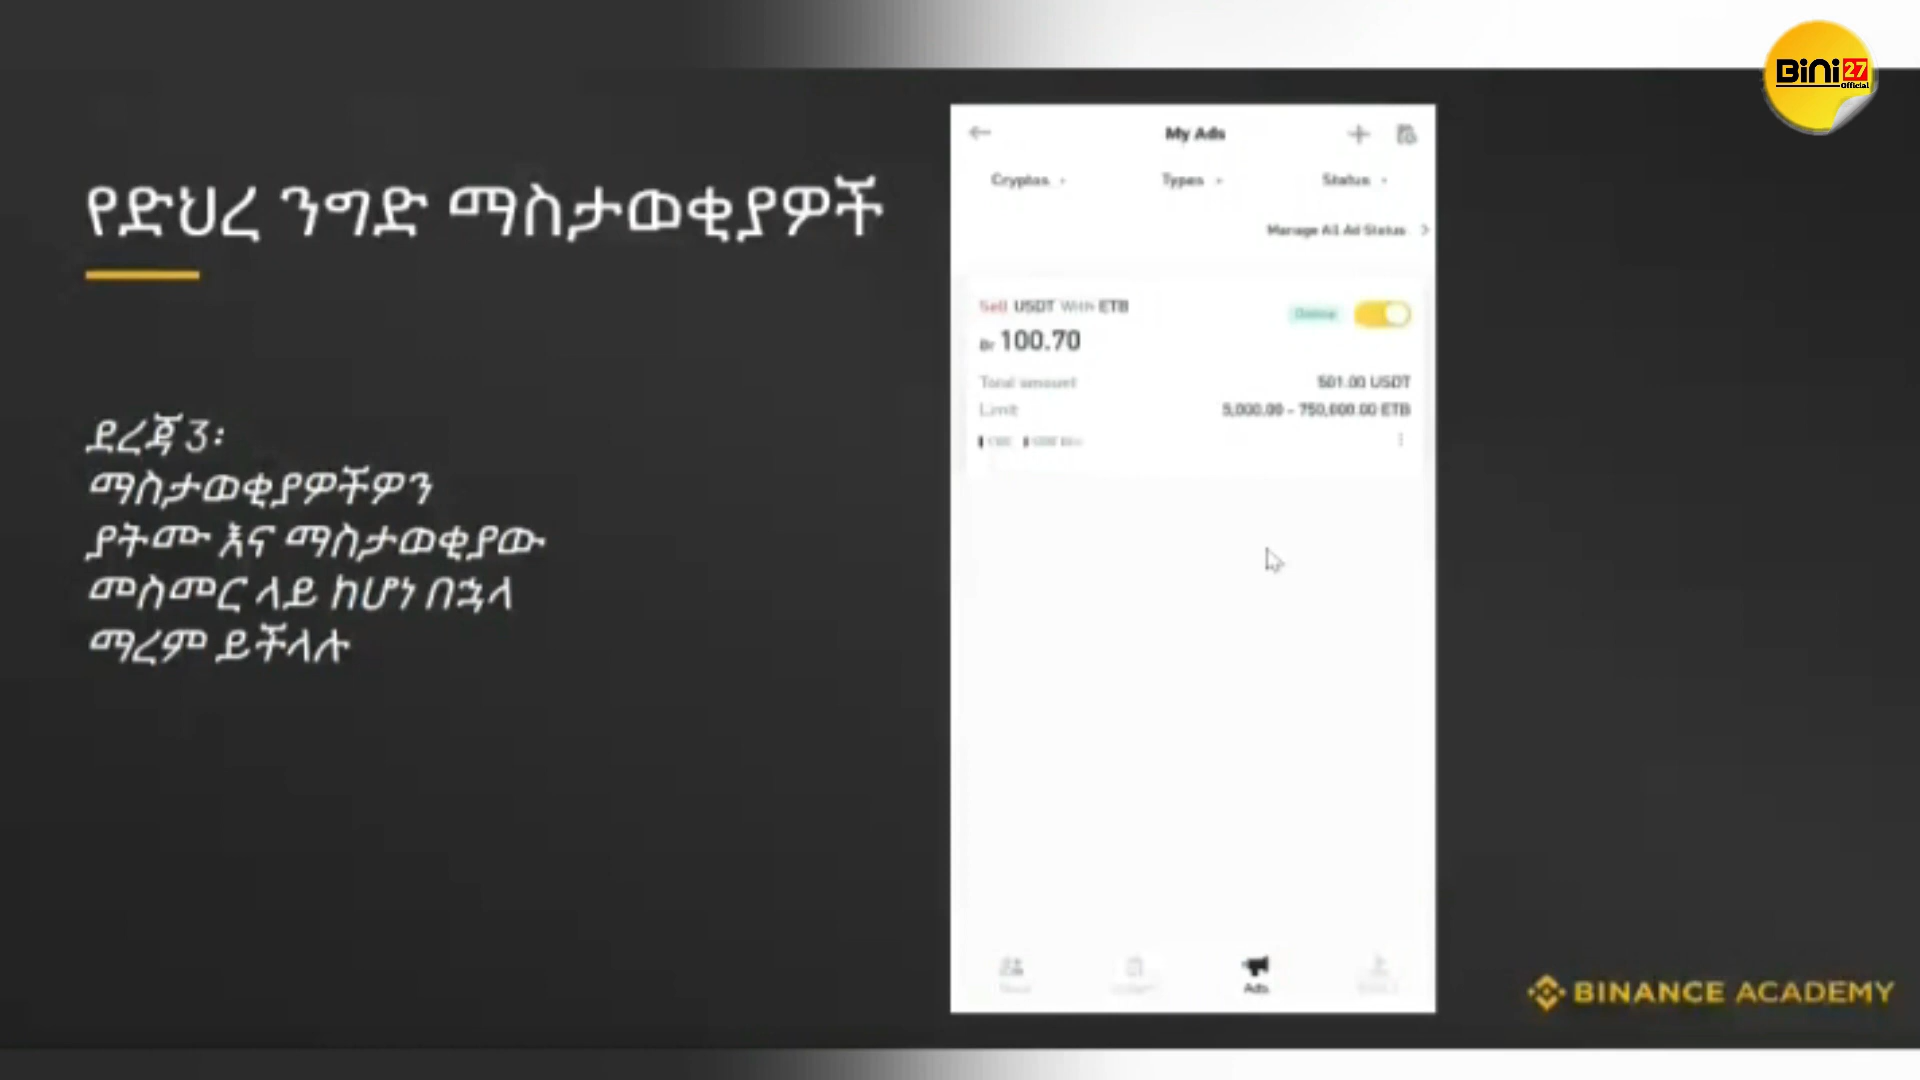 BiNi 27
Official
የድህረ ንግድ ማስታወቂያዎች
ደረጃ 3፡
ማስታወቂያዎችዎን
ያትሙ እና ማስታወቂያው
መስመር ላይ ከሆነ በኋላ
ማረም ይችላሉ
My Ads
Cryptos Types Status
Manage All Ad Status
Sell USDT With ETB
Online
Br 100.70
Total amount 501.00 USDT
Limit 5,000.00 - 750,000.00 ETB
Ads
BINANCE ACADEMY